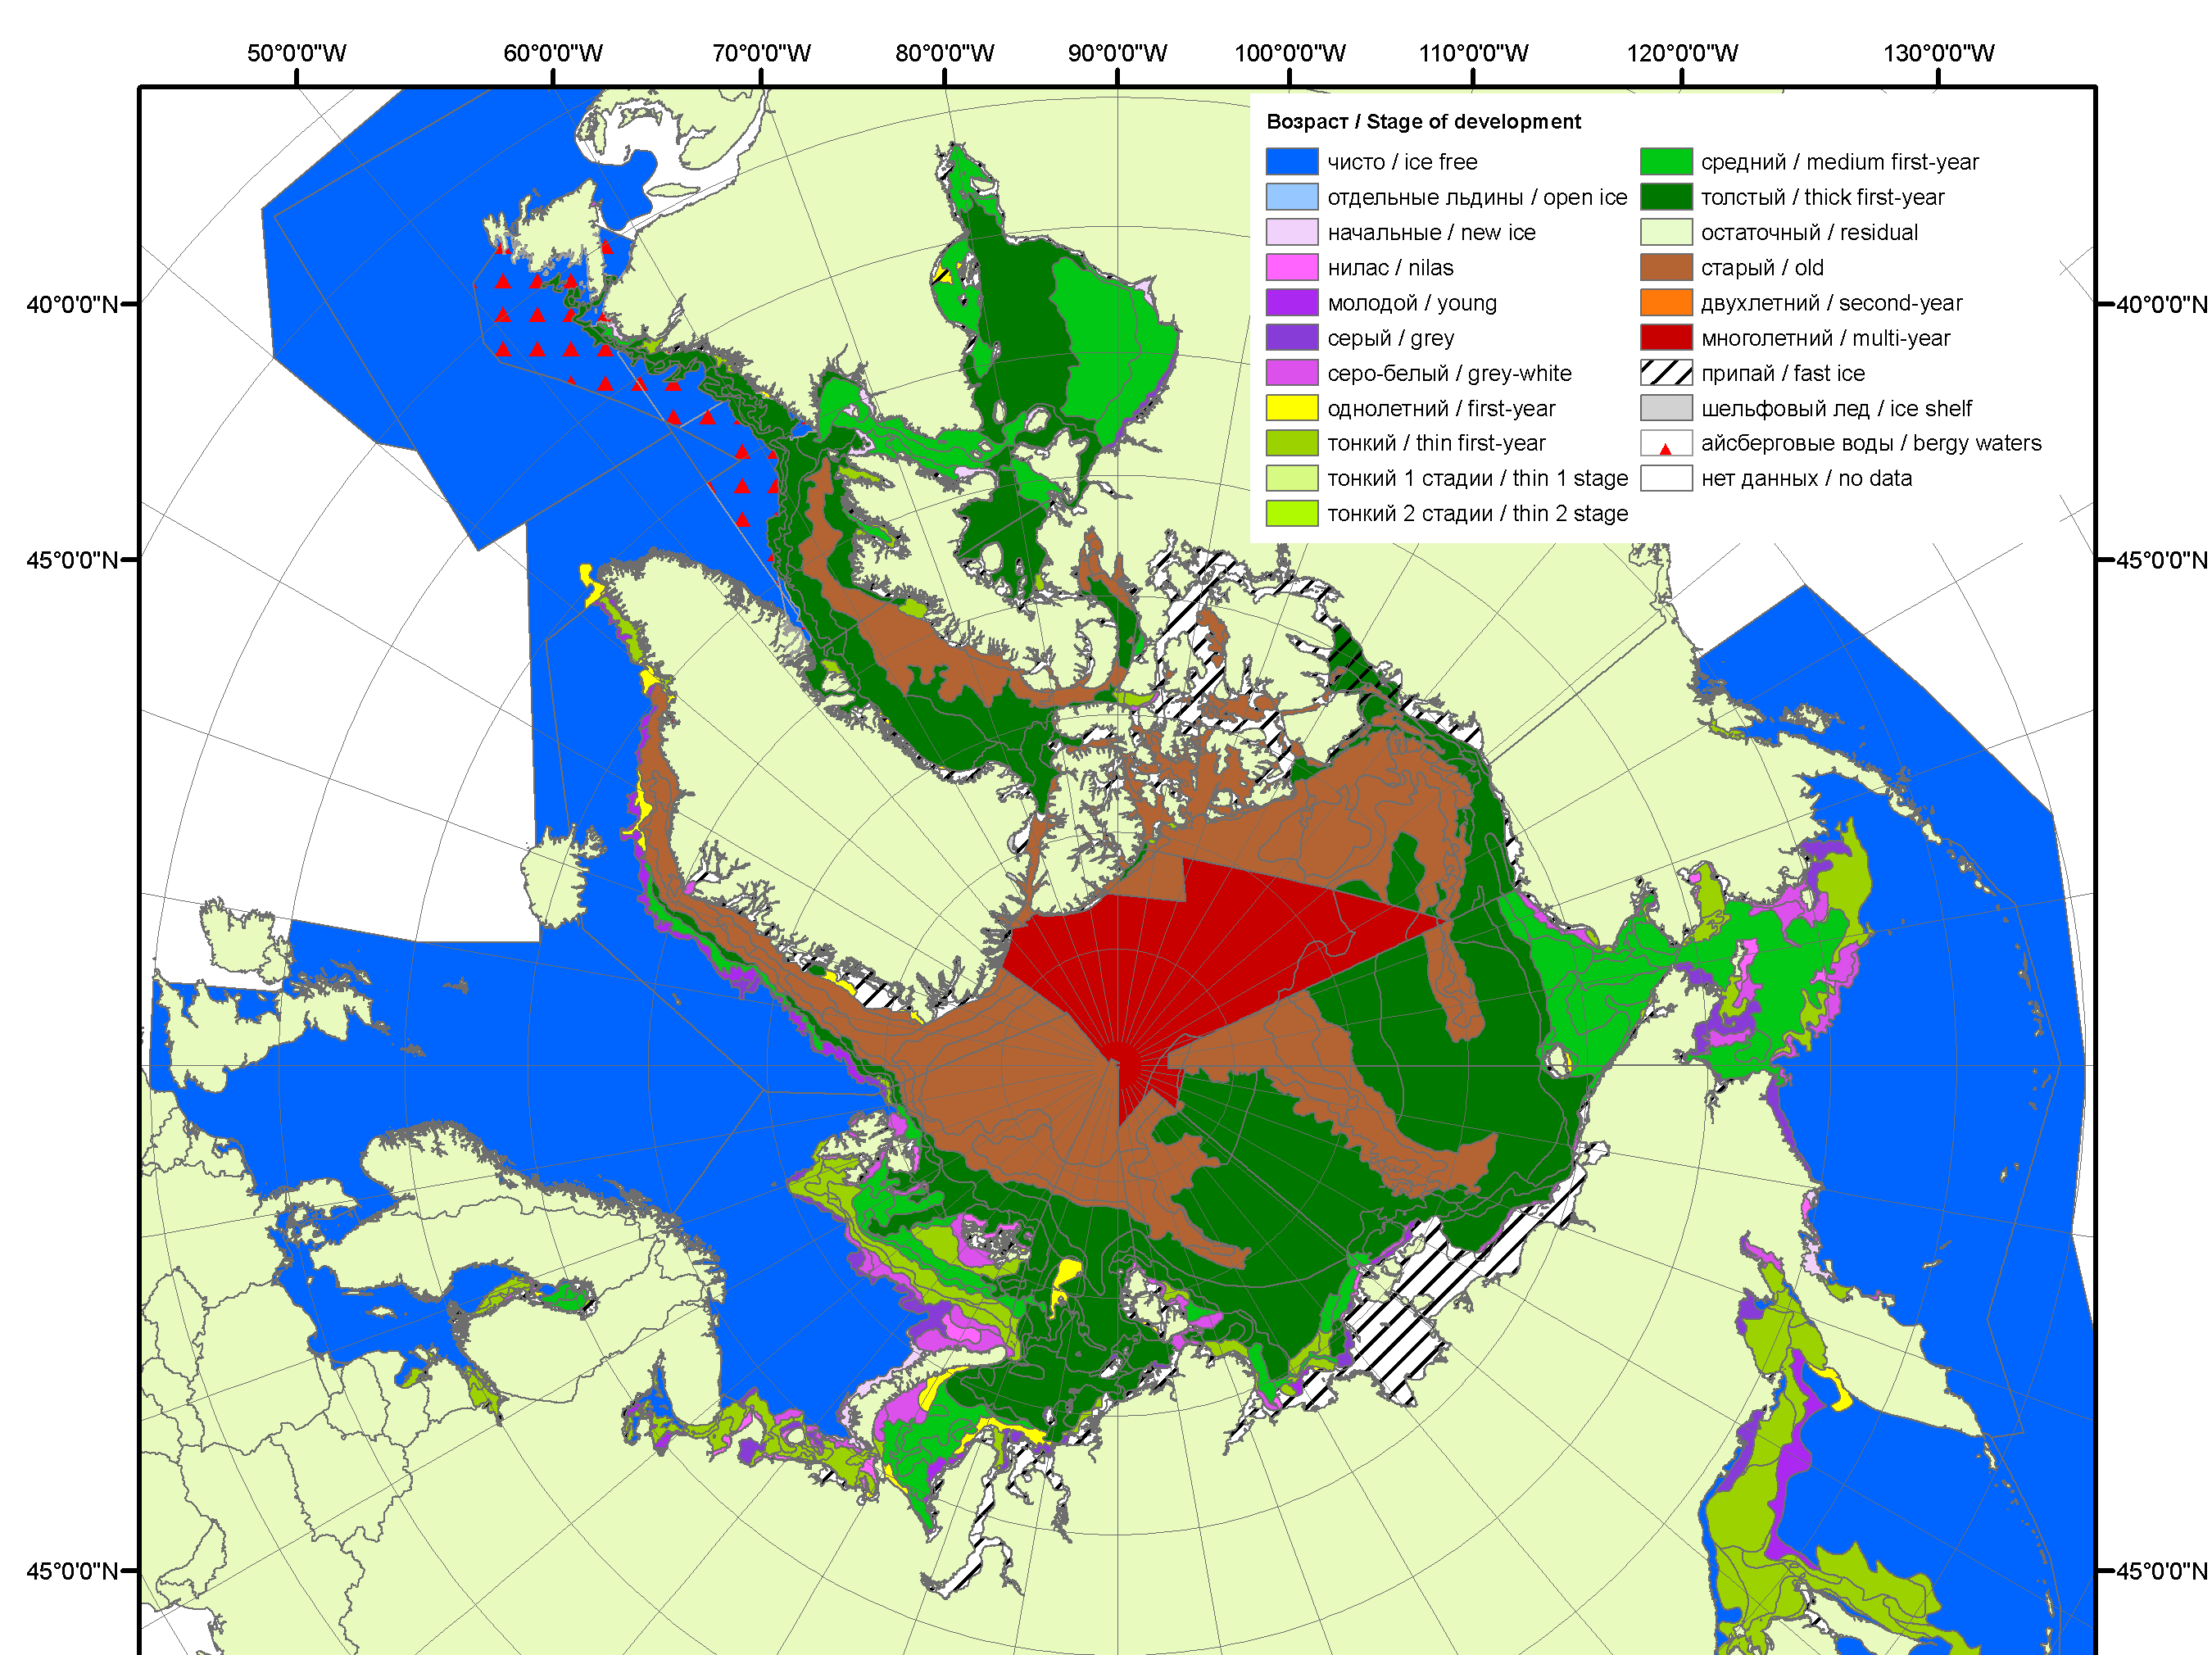 50°0'0"W 60°0'0"W 70°0'0"W 80°0'0"W 90°0'0"W 100°0'0"W 110°0'0"W 120°0'0"W 130°0'0"W
Возраст / Stage of development
чисто / ice free
отдельные льдины / open ice
начальные / new ice
нилас / nilas
молодой / young
серый / grey
серо-белый / grey-white
однолетний / first-year
тонкий / thin first-year
тонкий 1 стадии / thin 1 stage
тонкий 2 стадии / thin 2 stage
средний / medium first-year
толстый / thick first-year
остаточный / residual
старый / old
двухлетний / second-year
многолетний / multi-year
припай / fast ice
шельфовый лед / ice shelf
айсберговые воды / bergy waters
нет данных / no data
40°0'0"N 40°0'0"N
45°0'0"N 45°0'0"N
45°0'0"N 45°0'0"N